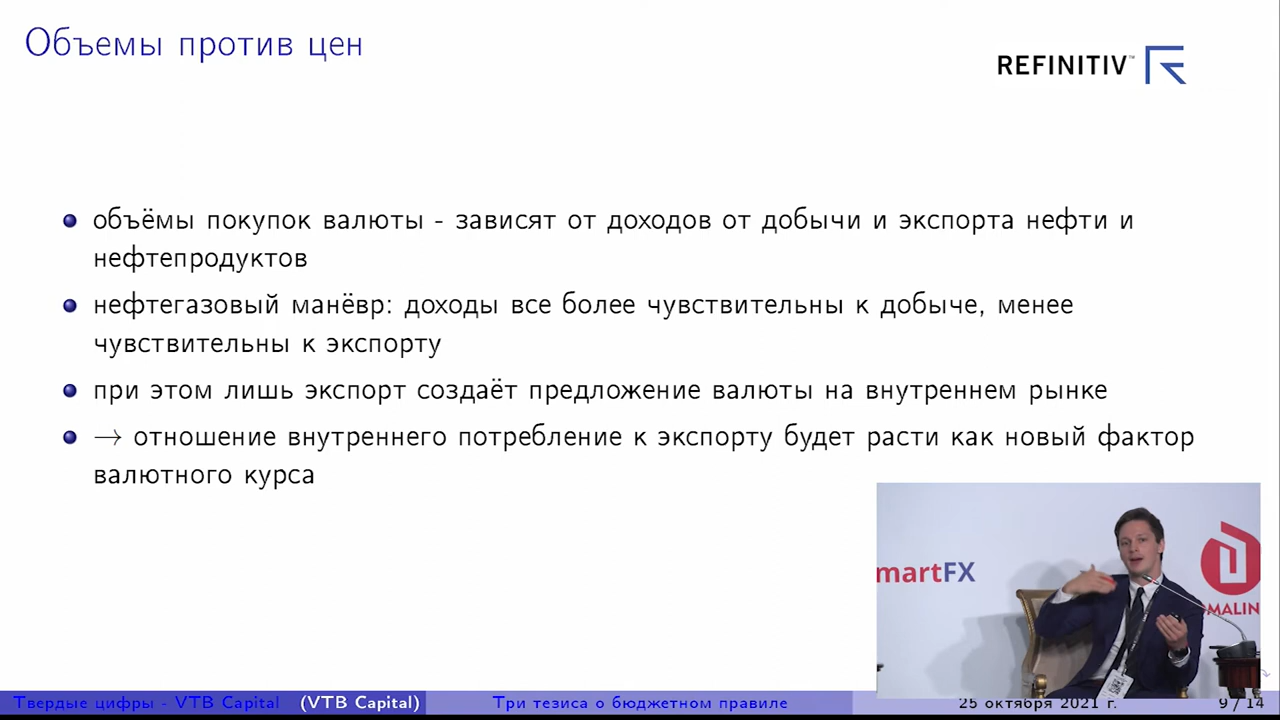 Объемы против цен
REFINITIV™
объёмы покупок валюты - зависят от доходов от добычи и экспорта нефти и
нефтепродуктов
нефтегазовый манёвр: доходы все более чувствительны к добыче, менее
чувствительны к экспорту
при этом лишь экспорт создаёт предложение валюты на внутреннем рынке
→ отношение внутреннего потребление к экспорту будет расти как новый фактор
валютного курса
martFX
MALIN
Твердые цифры - VTB Capital (VTB Capital) Три тезиса о бюджетном правиле 25 октября 2021 г. 9 / 14